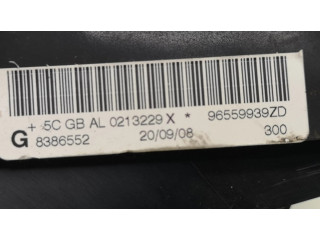 + 5C GB AL 0213229 X * 96559939ZD
G 8386552 20/09/08 300